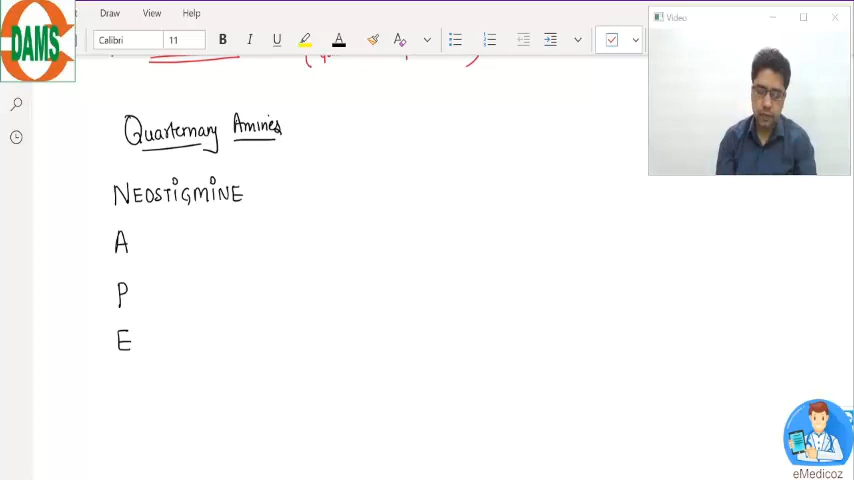 DAMS
Draw View Help
Calibri 11 B I U A A
Video
Quarternary Amines
NEOSTIGMINE
A
P
E
eMedicoz